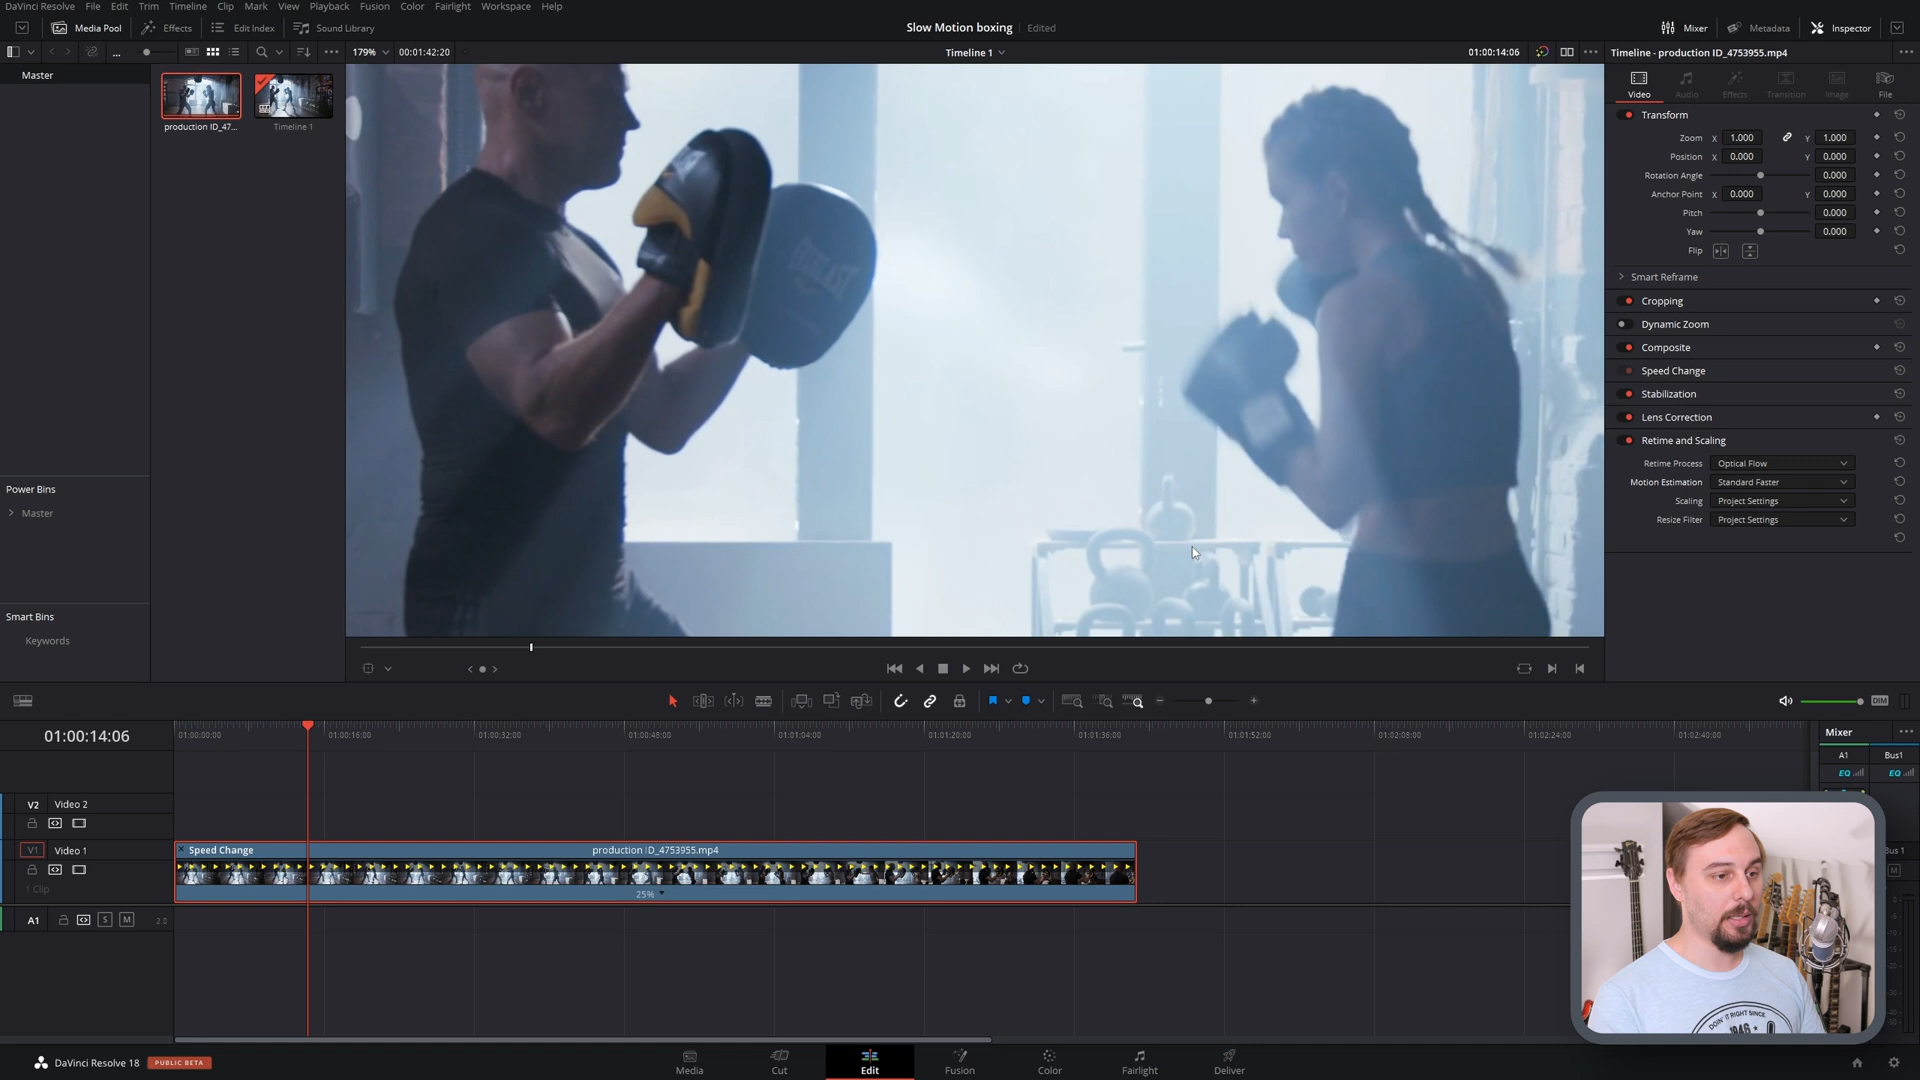 DaVinci Resolve File Edit Trim Timeline Clip Mark View Playback Fusion Color Fairlight Workspace Help
Media Pool Effects Edit Index Sound Library
Slow Motion boxing Edited
Mixer Metadata Inspector
... 179% 00:01:42:20 Timeline 1 01:00:14:06 Timeline - production ID_4753955.mp4
Master
production ID_47... Timeline 1
Video Audio Effects Transition Image File
Transform
Zoom X 1.000 Y 1.000
Position X 0.000 Y 0.000
Rotation Angle 0.000
Anchor Point X 0.000 Y 0.000
Pitch 0.000
Yaw 0.000
Flip
Smart Reframe
Cropping
Dynamic Zoom
Composite
Speed Change
Stabilization
Lens Correction
Retime and Scaling
Retime Process Optical Flow
Motion Estimation Standard Faster
Scaling Project Settings
Resize Filter Project Settings
Power Bins
Master
Smart Bins
Keywords
DIM
01:00:14:06
01:00:00:00 01:00:16:00 01:00:32:00 01:00:48:00 01:01:04:00 01:01:20:00 01:01:36:00 01:01:52:00 01:02:08:00 01:02:24:00 01:02:40:00
Mixer
A1 Bus1
EQ EQ
V2 Video 2
V1 Video 1
1 Clip
Speed Change production ID_4753955.mp4
25%
A1 S M 2.0
Bus 1
M
DOIN' IT RIGHT SINCE
1946
DaVinci Resolve 18 PUBLIC BETA
Media Cut Edit Fusion Color Fairlight Deliver